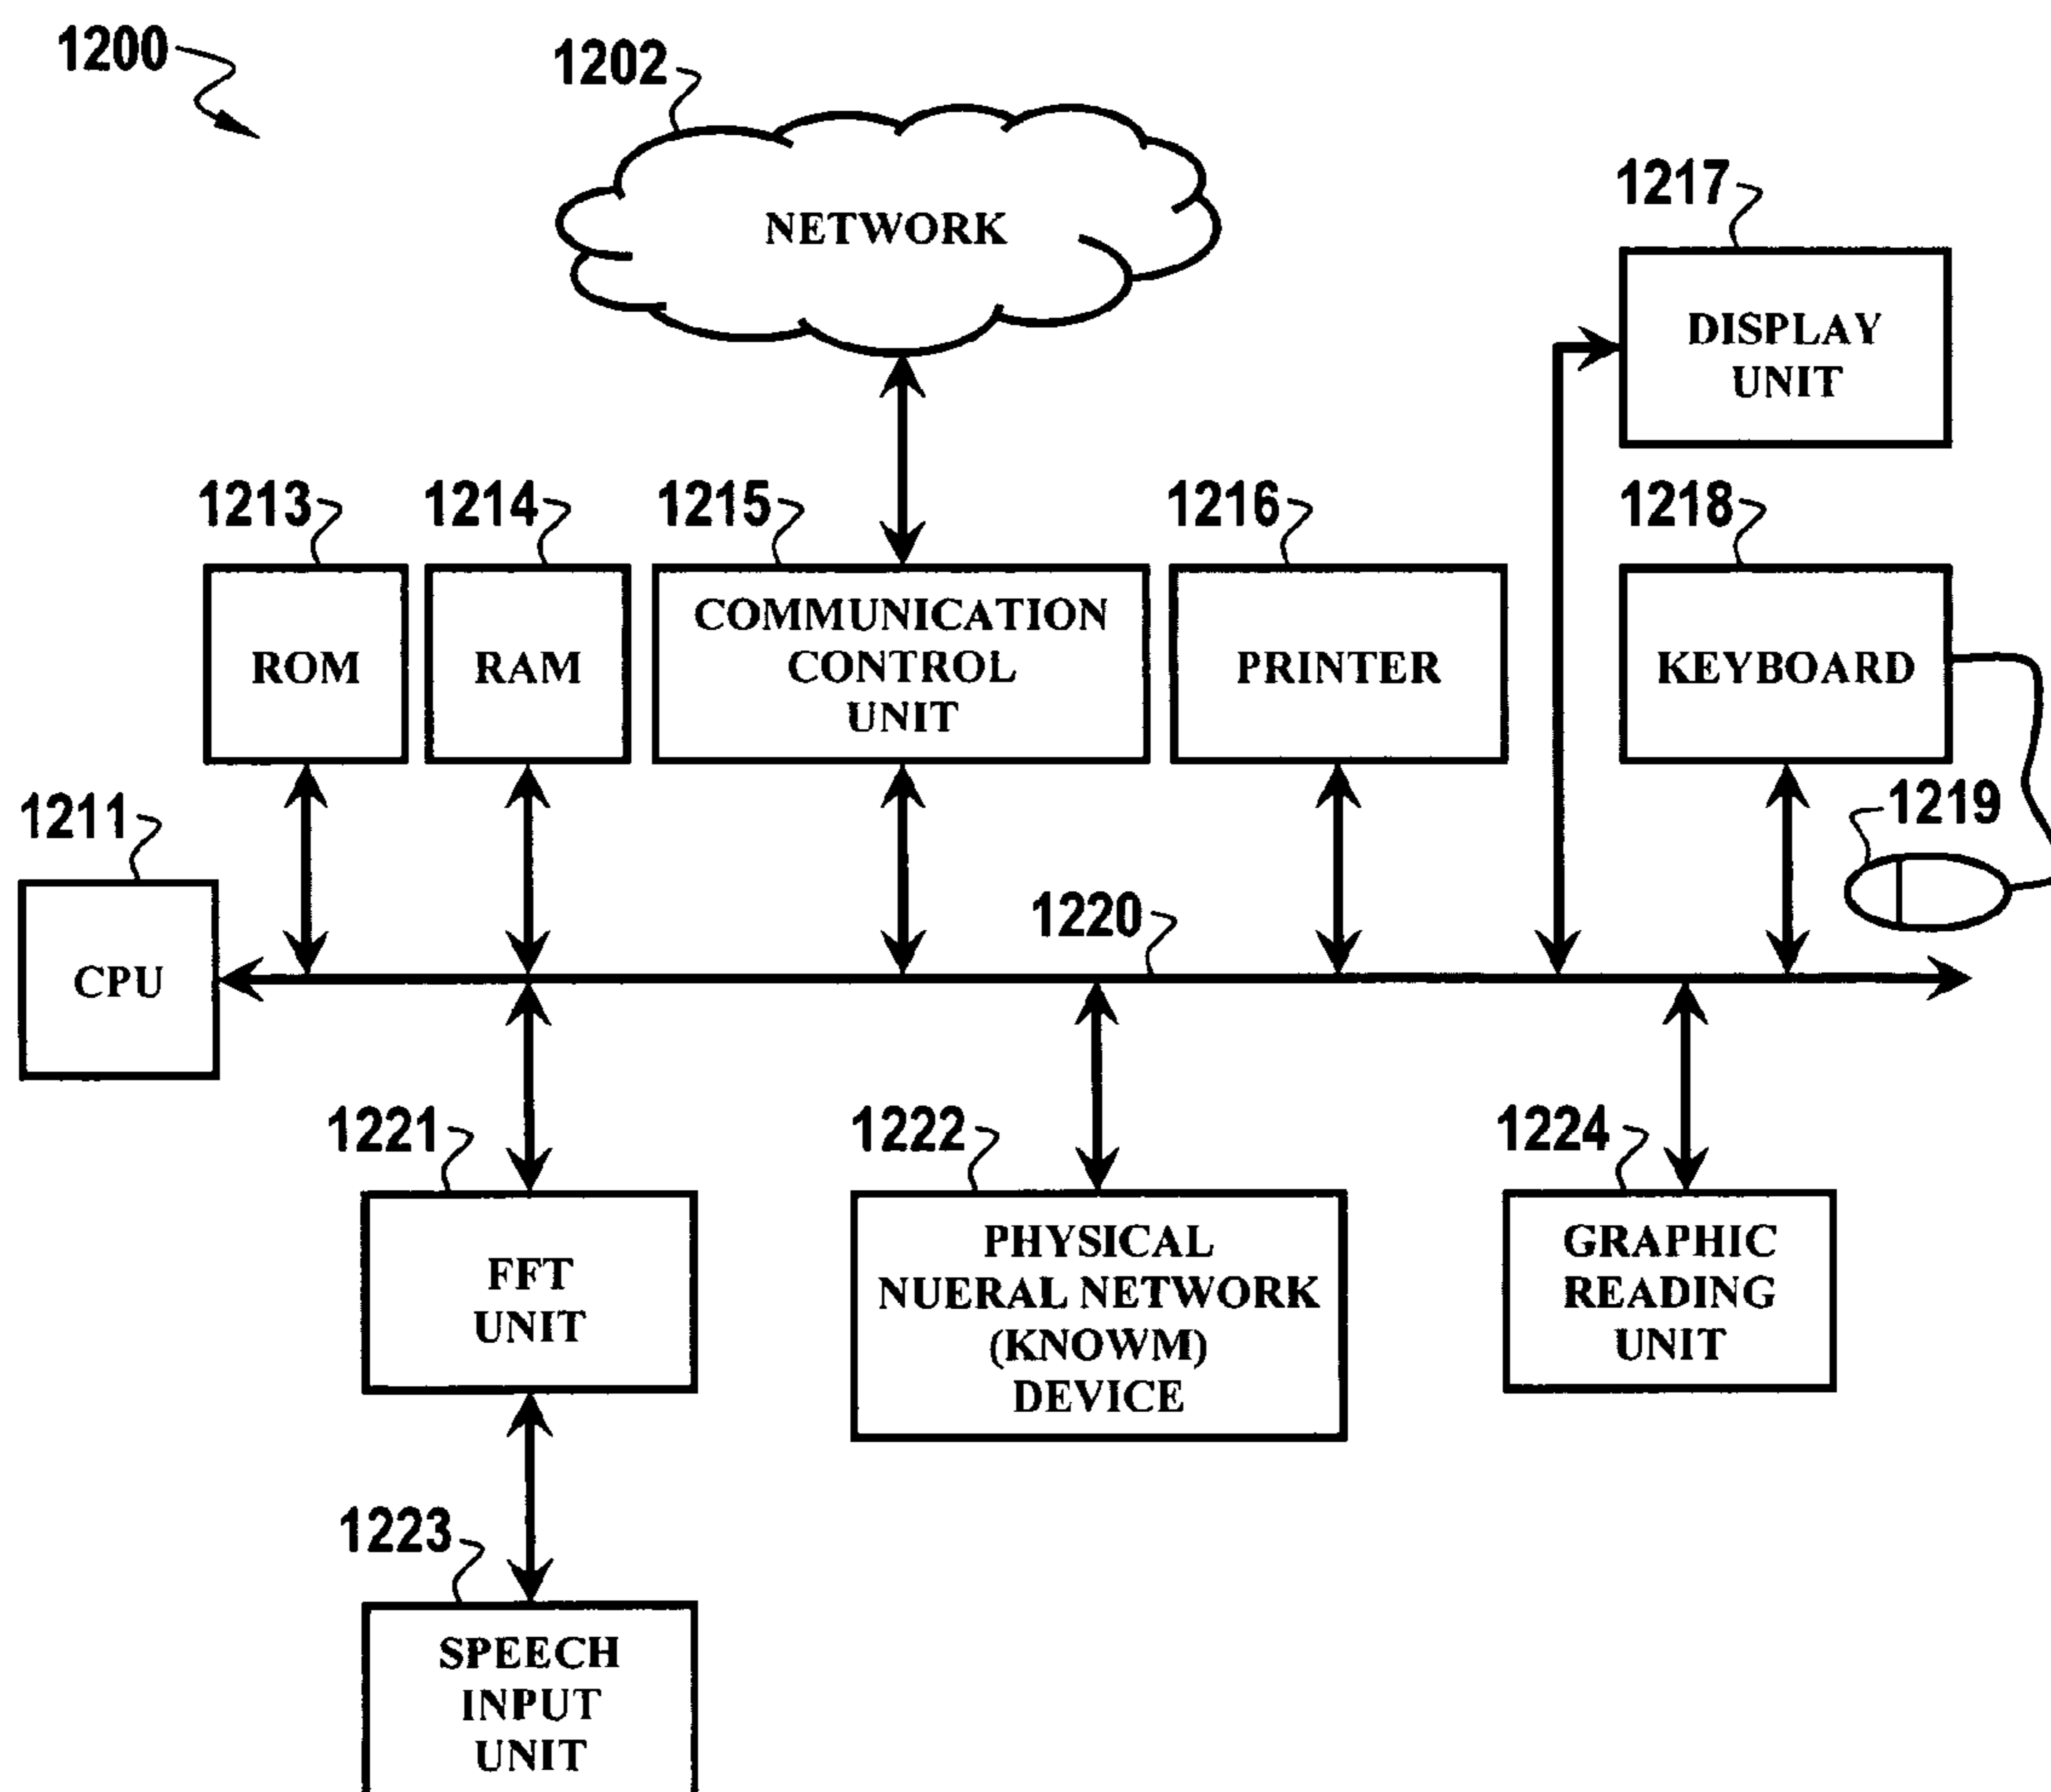 1200
1202
NETWORK
1217
DISPLAY
UNIT
1213
1214
1215
1216
1218
ROM
RAM
COMMUNICATION
CONTROL
UNIT
PRINTER
KEYBOARD
1211
1219
1220
CPU
1221
1222
1224
FFT
UNIT
PHYSICAL
NUERAL NETWORK
(KNOWM)
DEVICE
GRAPHIC
READING
UNIT
1223
SPEECH
INPUT
UNIT